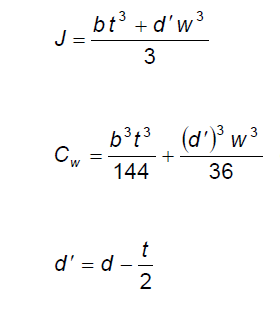 J = (bt³ + d′w³) / 3
C_w = b³t³ / 144 + (d′)³ w³ / 36
d′ = d − t / 2